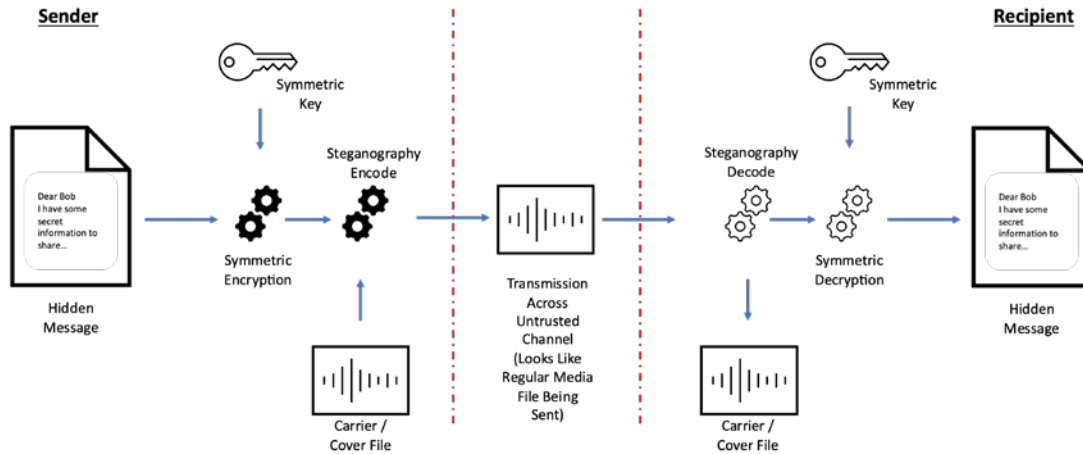 Sender
Recipient
Symmetric
Key
Symmetric
Key
Steganography
Encode
Steganography
Decode
Dear Bob
I have some
secret
information to
share...
Dear Bob
I have some
secret
information to
share...
Symmetric
Encryption
Symmetric
Decryption
Hidden
Message
Transmission
Across
Untrusted
Channel
(Looks Like
Regular Media
File Being
Sent)
Hidden
Message
Carrier /
Cover File
Carrier /
Cover File